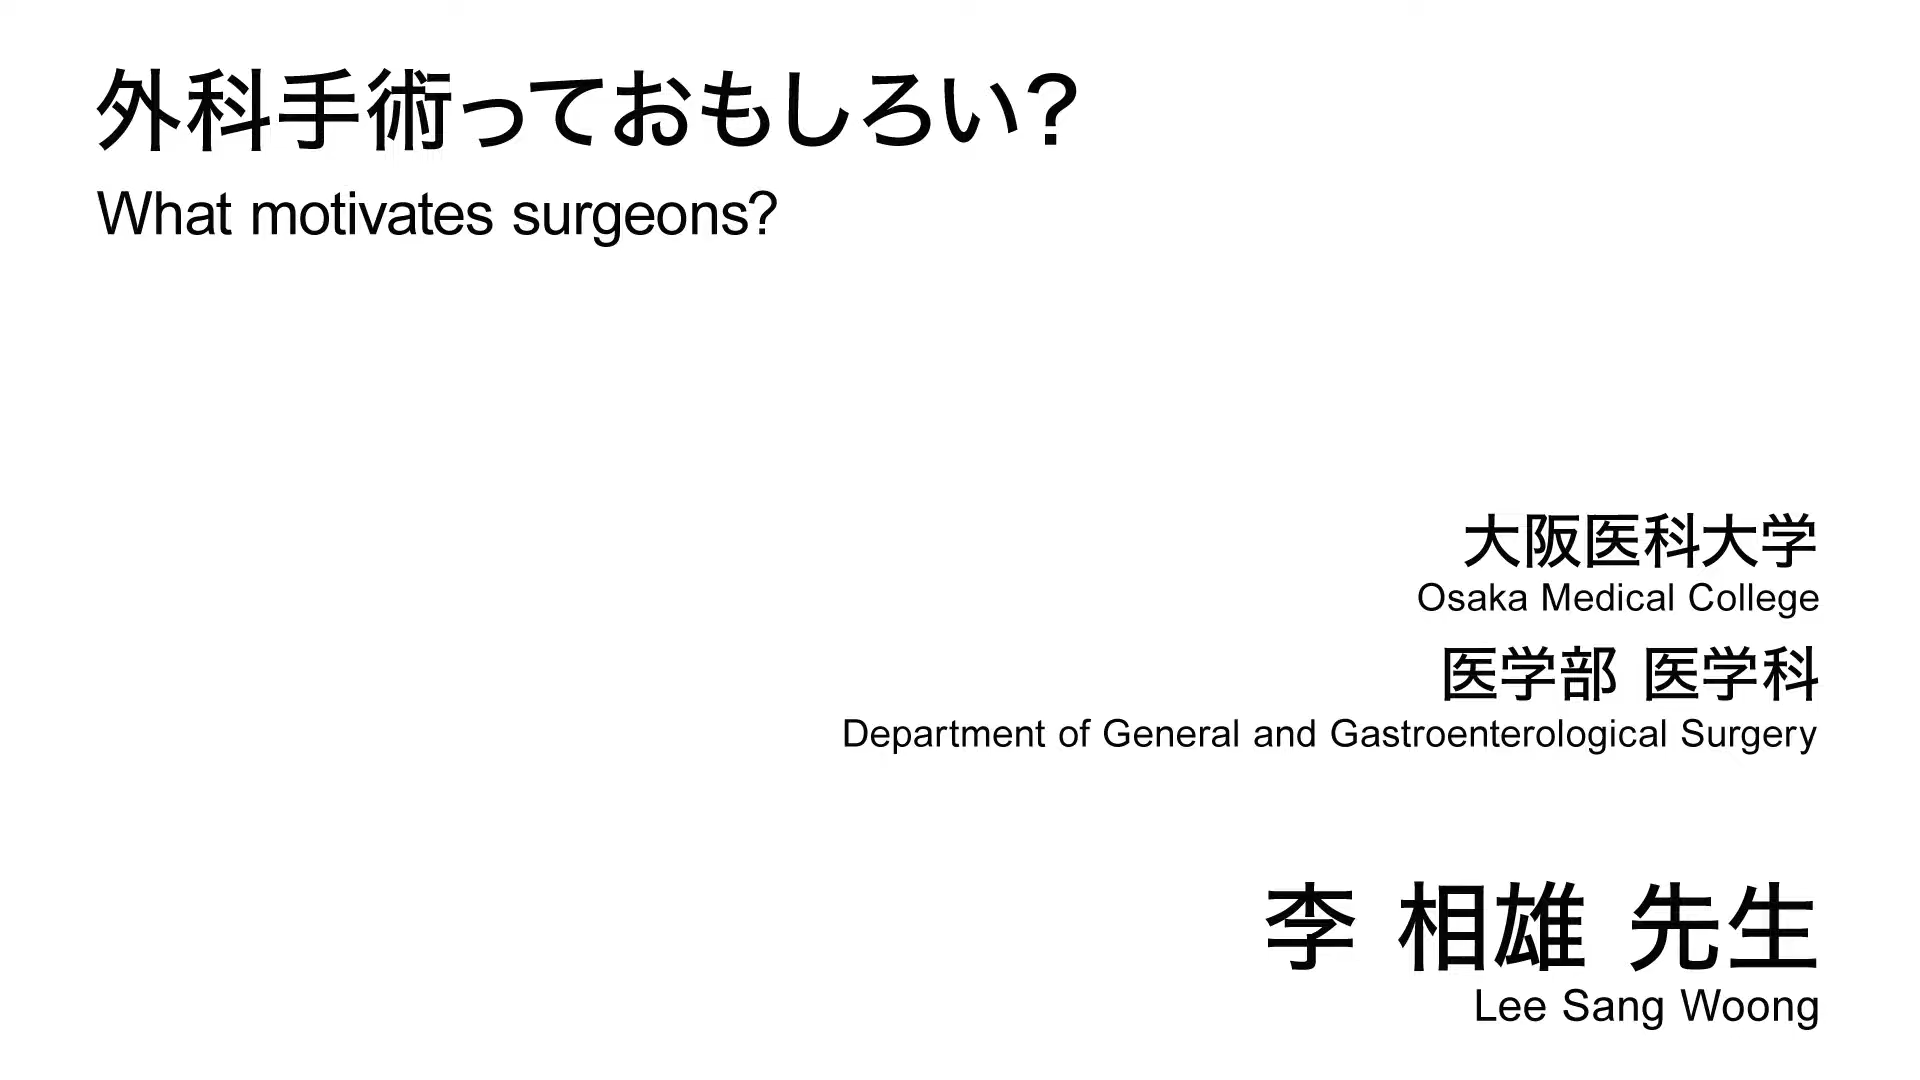 外科手術っておもしろい?
What motivates surgeons?
大阪医科大学
Osaka Medical College
医学部 医学科
Department of General and Gastroenterological Surgery
李 相雄 先生
Lee Sang Woong